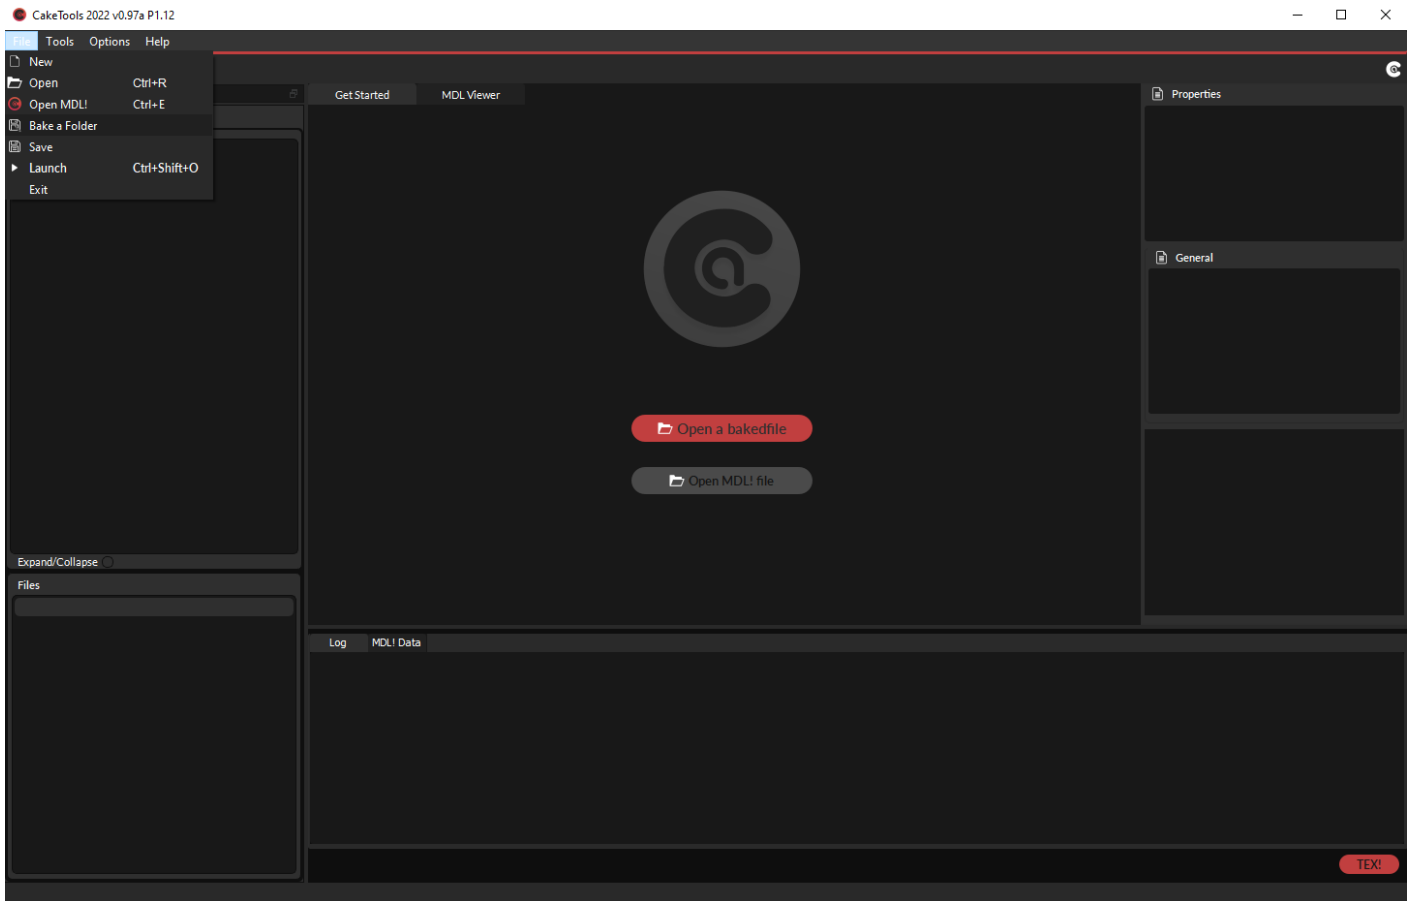 CakeTools 2022 v0.97a P1.12
File Tools Options Help
New
Open Ctrl+R
Open MDL! Ctrl+E
Bake a Folder
Save
Launch Ctrl+Shift+O
Exit
Get Started MDL Viewer
Properties
General
Open a bakedfile
Open MDL! file
Expand/Collapse
Files
Log MDL! Data
TEX!